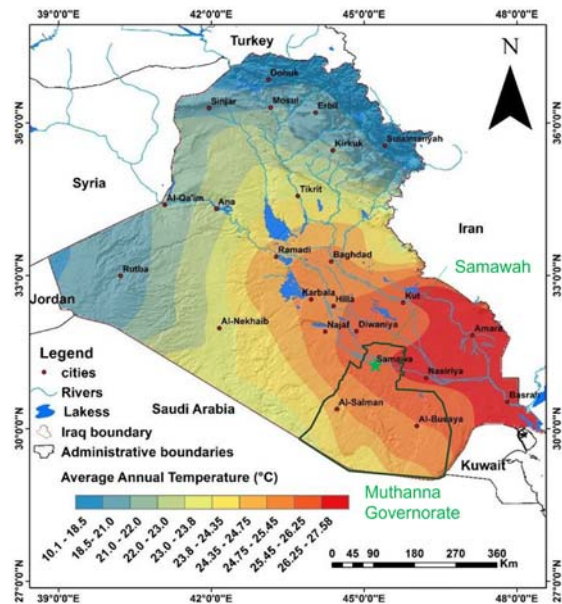 39°0'0"E 42°0'0"E 45°0'0"E 48°0'0"E
Turkey
N
Dohuk
Sinjar
Mosul
Erbil
36°0'0"N
36°0'0"N
Sulaimaniyah
Kirkuk
Syria
Tikrit
Al-Qa'im
Ana
Iran
Ramadi
Baghdad
Samawah
33°0'0"N
33°0'0"N
Rutba
Karbala
Hilla
Kut
Jordan
Al-Nekhaib
Najaf
Diwaniya
Amara
Legend
cities
Rivers
Lakess
Iraq boundary
Administrative boundaries
Samawa
Nasiriya
Saudi Arabia
Al-Salman
Al-Busaya
Basrah
30°0'0"N
30°0'0"N
Kuwait
Average Annual Temperature (°C)
10.1 - 18.5
18.5 - 21.0
21.0 - 22.0
22.0 - 23.0
23.0 - 23.8
23.8 - 24.35
24.35 - 24.75
24.75 - 25.45
25.45 - 26.25
26.25 - 27.58
Muthanna
Governorate
0 45 90 180 270 360
Km
27°0'0"N
27°0'0"N
39°0'0"E 42°0'0"E 45°0'0"E 48°0'0"E